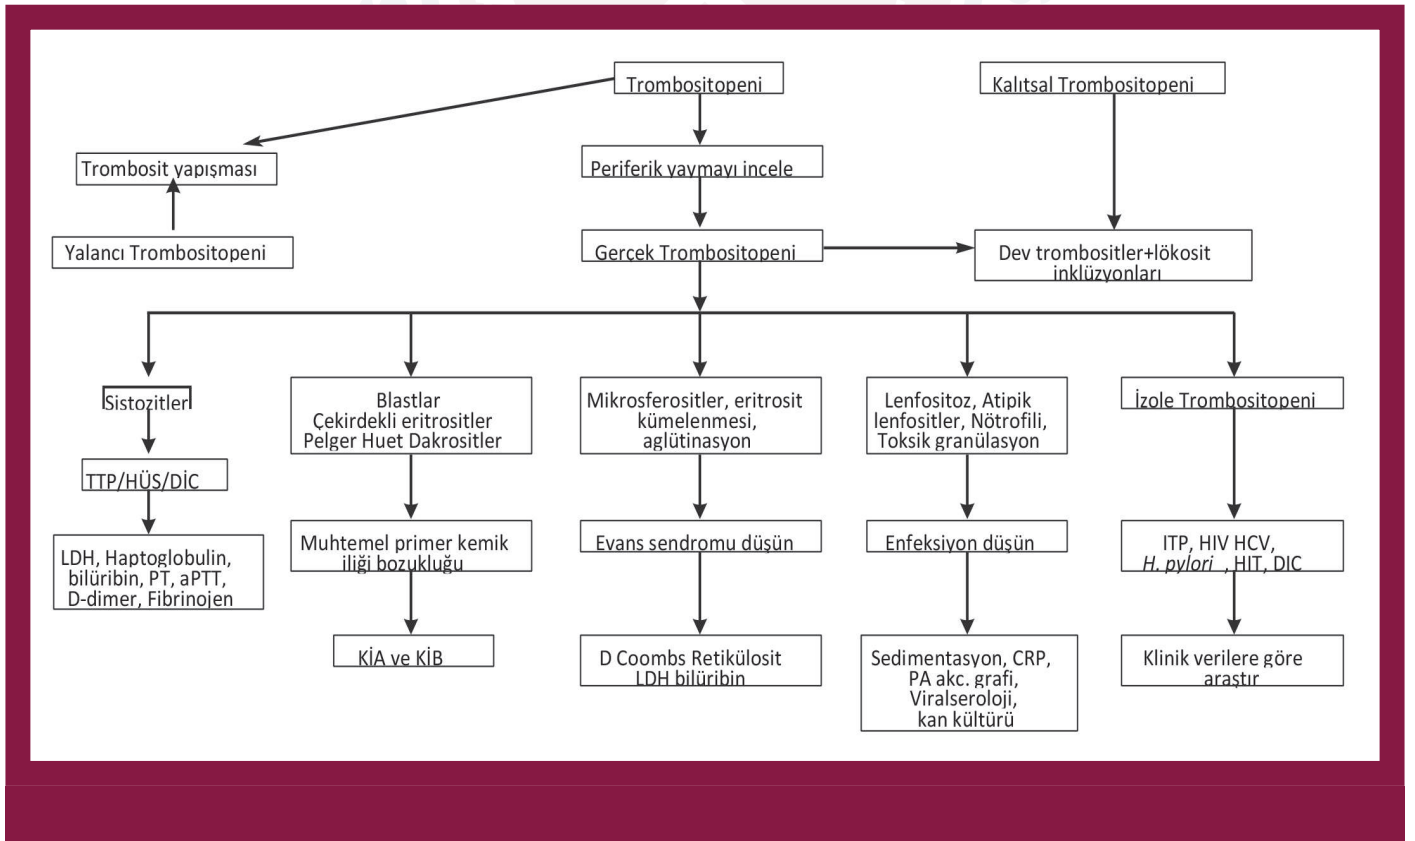 Trombositopeni
Kalıtsal Trombositopeni
Trombosit yapışması
Periferik yaymayı incele
Yalancı Trombositopeni
Gerçek Trombositopeni
Dev trombositler+lökosit
inklüzyonları
Sistozitler
Blastlar
Çekirdekli eritrositler
Pelger Huet Dakrositler
Mikrosferositler, eritrosit
kümelenmesi,
aglütinasyon
Lenfositoz, Atipik
lenfositler, Nötrofili,
Toksik granülasyon
İzole Trombositopeni
TTP/HÜS/DİC
Muhtemel primer kemik
iliği bozukluğu
Evans sendromu düşün
Enfeksiyon düşün
ITP, HIV HCV,
H. pylori , HIT, DIC
LDH, Haptoglobulin,
bilüribin, PT, aPTT,
D-dimer, Fibrinojen
KİA ve KİB
D Coombs Retikülosit
LDH bilüribin
Sedimentasyon, CRP,
PA akc. grafi,
Viralseroloji,
kan kültürü
Klinik verilere göre
araştır